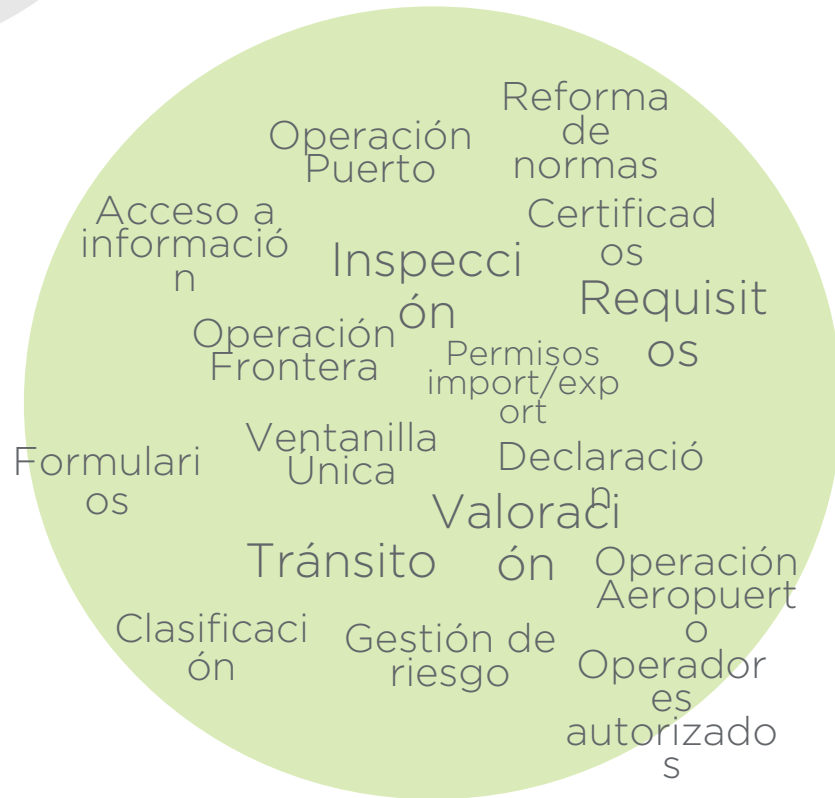 Reforma
de
normas
Operación
Puerto
Acceso a
informació
n
Certificad
os
Inspecci
ón
Requisit
os
Operación
Frontera
Permisos
import/exp
ort
Ventanilla
Única
Formulari
os
Declaració
n
Valoraci
ón
Tránsito
Operación
Aeropuert
o
Clasificaci
ón
Gestión de
riesgo
Operador
es
autorizado
s